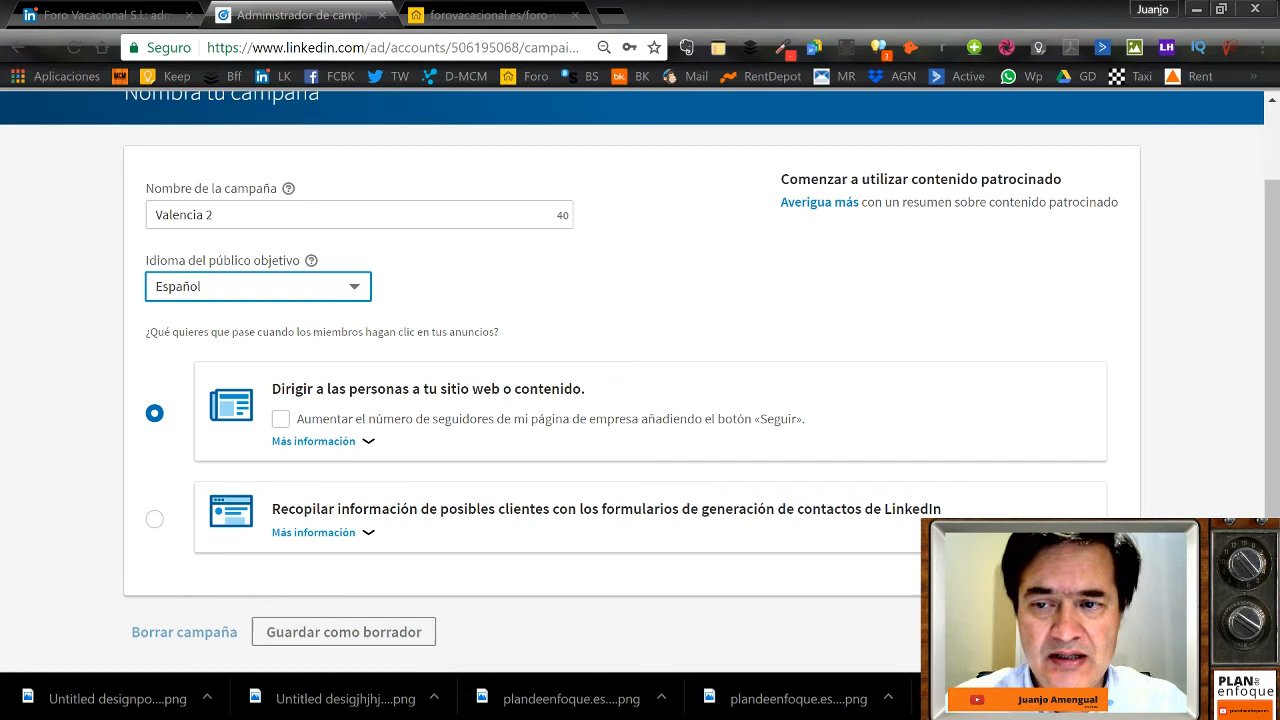 Foro Vacacional S.L: adm
Administrador de campa
forovacacional.es/foro-v
Juanjo
Seguro
https://www.linkedin.com/ad/accounts/506195068/campai...
Aplicaciones
MCM
Keep
Bff
LK
FCBK
TW
D-MCM
Foro
BS
bk
BK
Mail
RentDepot
MR
AGN
Active
Wp
GD
Taxi
Rent
»
Nombra tu campaña
Nombre de la campaña
Valencia 2
40
Idioma del público objetivo
Español
¿Qué quieres que pase cuando los miembros hagan clic en tus anuncios?
Comenzar a utilizar contenido patrocinado
Averigua más con un resumen sobre contenido patrocinado
Dirigir a las personas a tu sitio web o contenido.
Aumentar el número de seguidores de mi página de empresa añadiendo el botón «Seguir».
Más información
Recopilar información de posibles clientes con los formularios de generación de contactos de LinkedIn
Más información
Borrar campaña
Guardar como borrador
Untitled designpo....png
Untitled desigjhjhj....png
plandeenfoque.es....png
plandeenfoque.es....png
Juanjo Amengual
PLAN de
enfoque
plandeenfoque.es